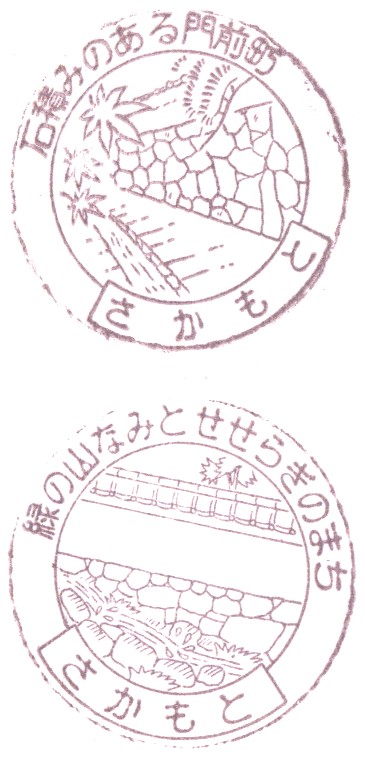 石積みのある門前町
さかもと
緑の山なみとせせらぎのまち
さかもと